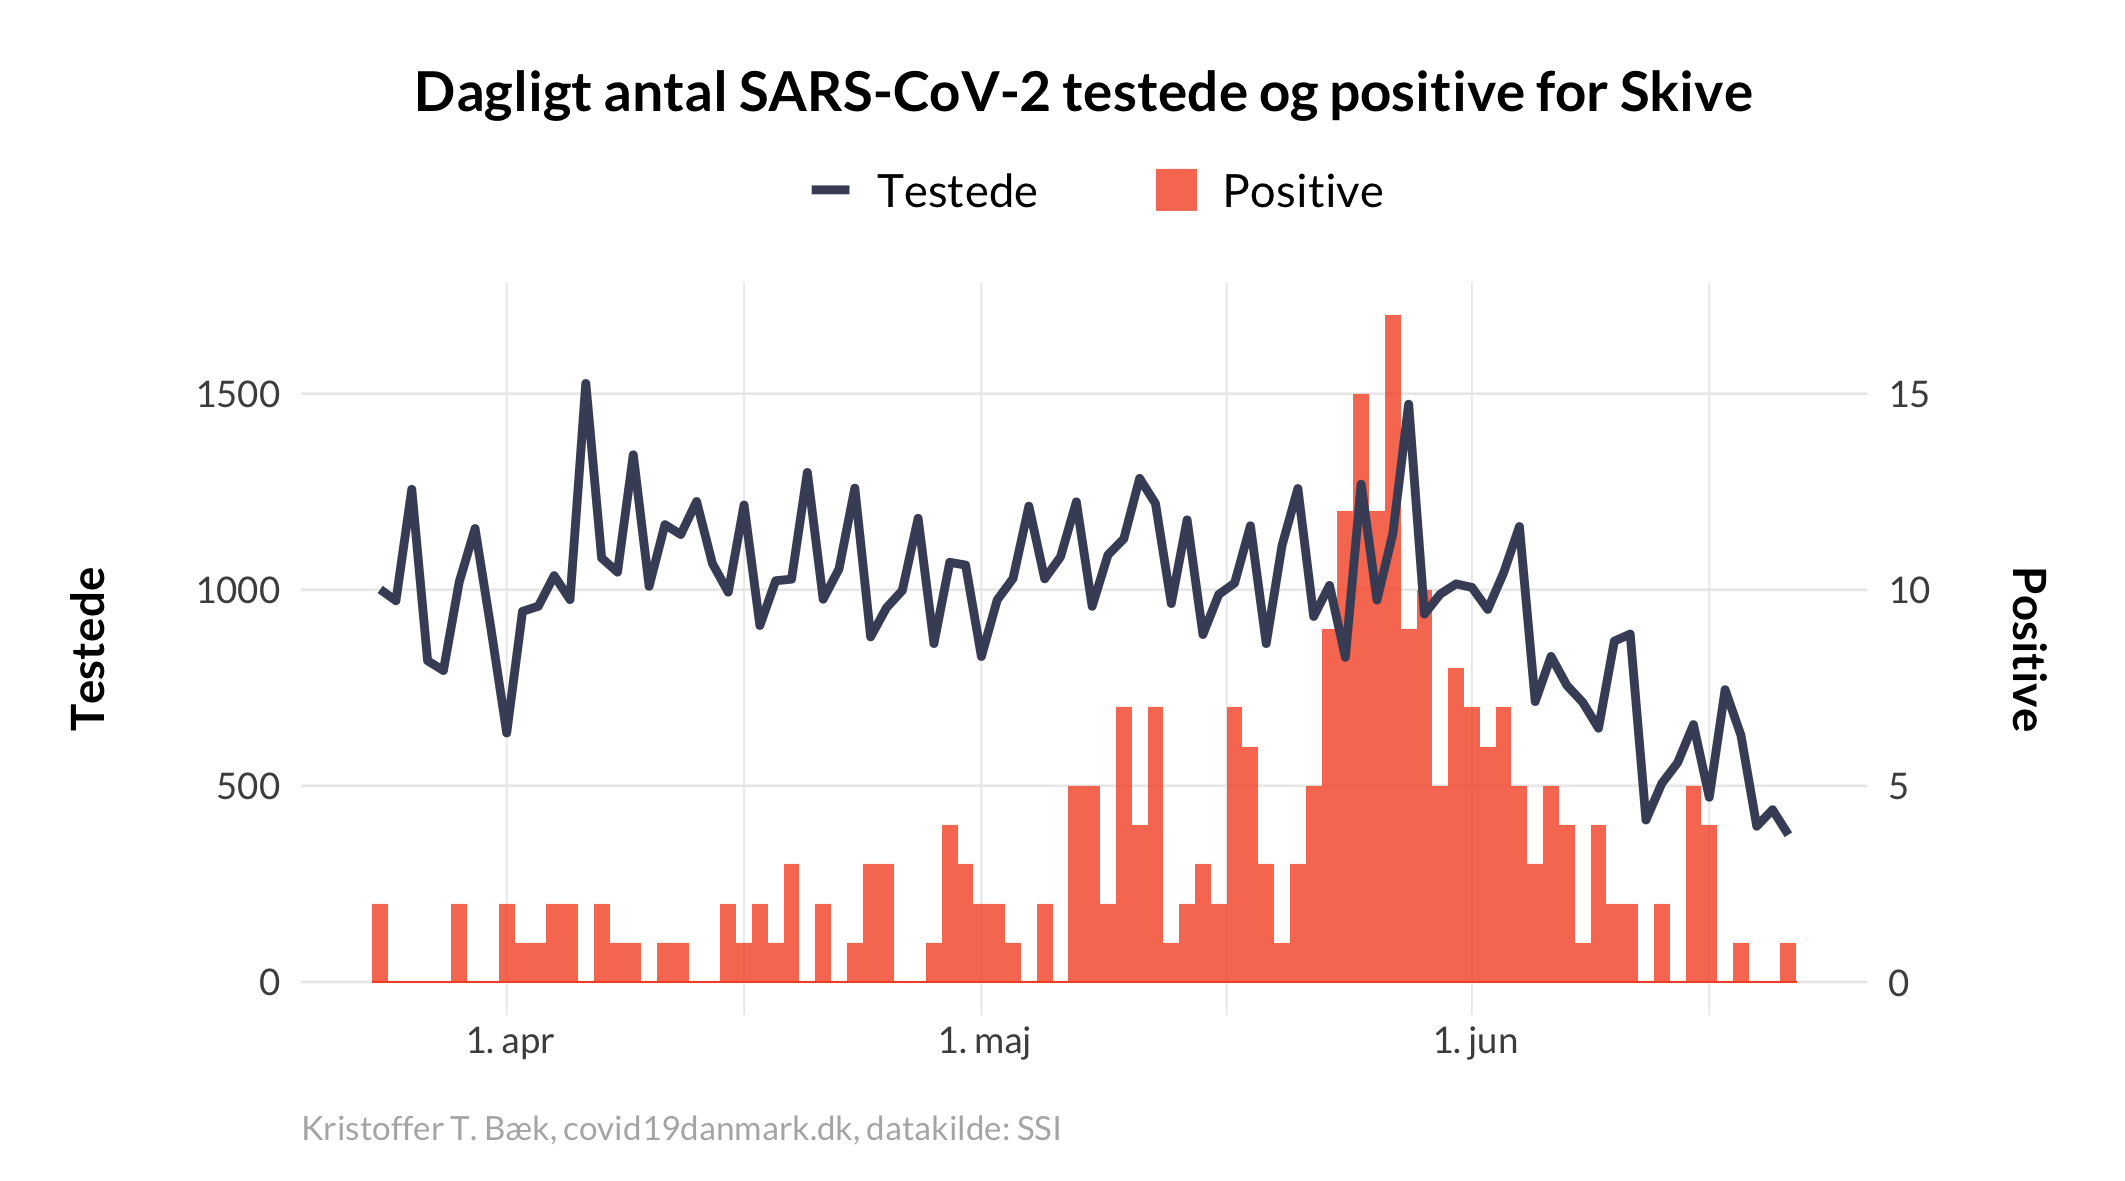 Dagligt antal SARS-CoV-2 testede og positive for Skive
Testede
Positive
1500
1000
500
0
15
10
5
0
Testede
Positive
1. apr
1. maj
1. jun
Kristoffer T. Bæk, covid19danmark.dk, datakilde: SSI